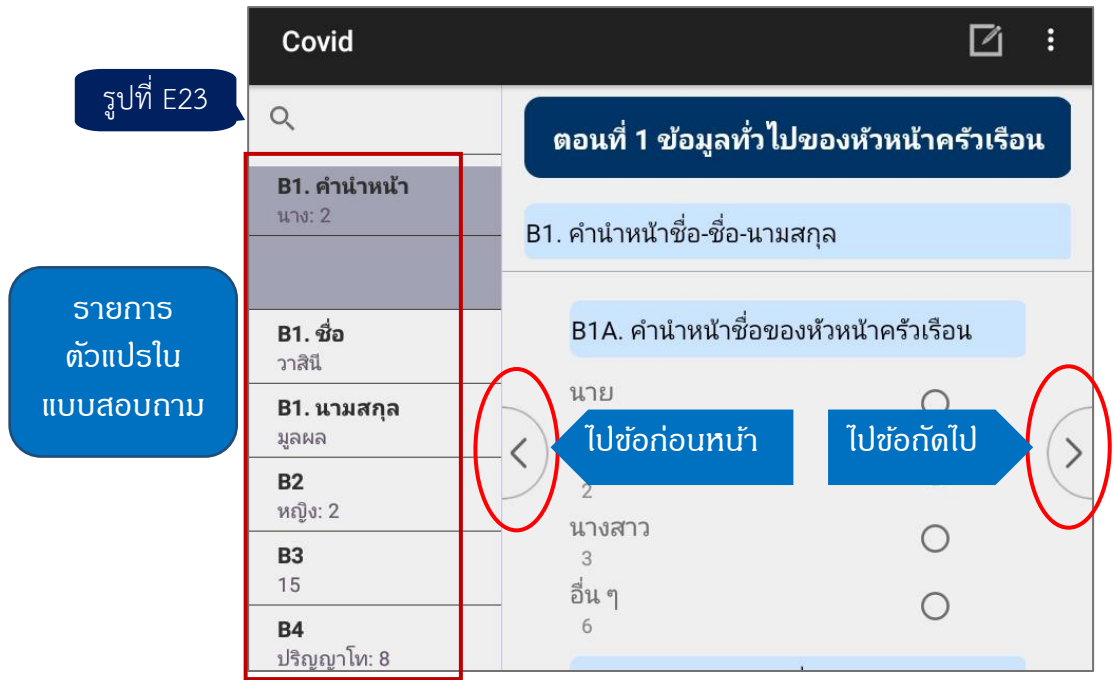 Covid
รูปที่ E23
ตอนที่ 1 ข้อมูลทั่วไปของหัวหน้าครัวเรือน
B1. คำนำหน้า
นาง: 2
B1. คำนำหน้าชื่อ-ชื่อ-นามสกุล
รายการ
ตัวแปรใน
แบบสอบถาม
B1. ชื่อ
วาสินี
B1. นามสกุล
มูลผล
B2
หญิง: 2
B3
15
B4
ปริญญาโท: 8
B1A. คำนำหน้าชื่อของหัวหน้าครัวเรือน
นาย
ไปข้อก่อนหน้า
ไปข้อถัดไป
2
นางสาว
3
อื่น ๆ
6